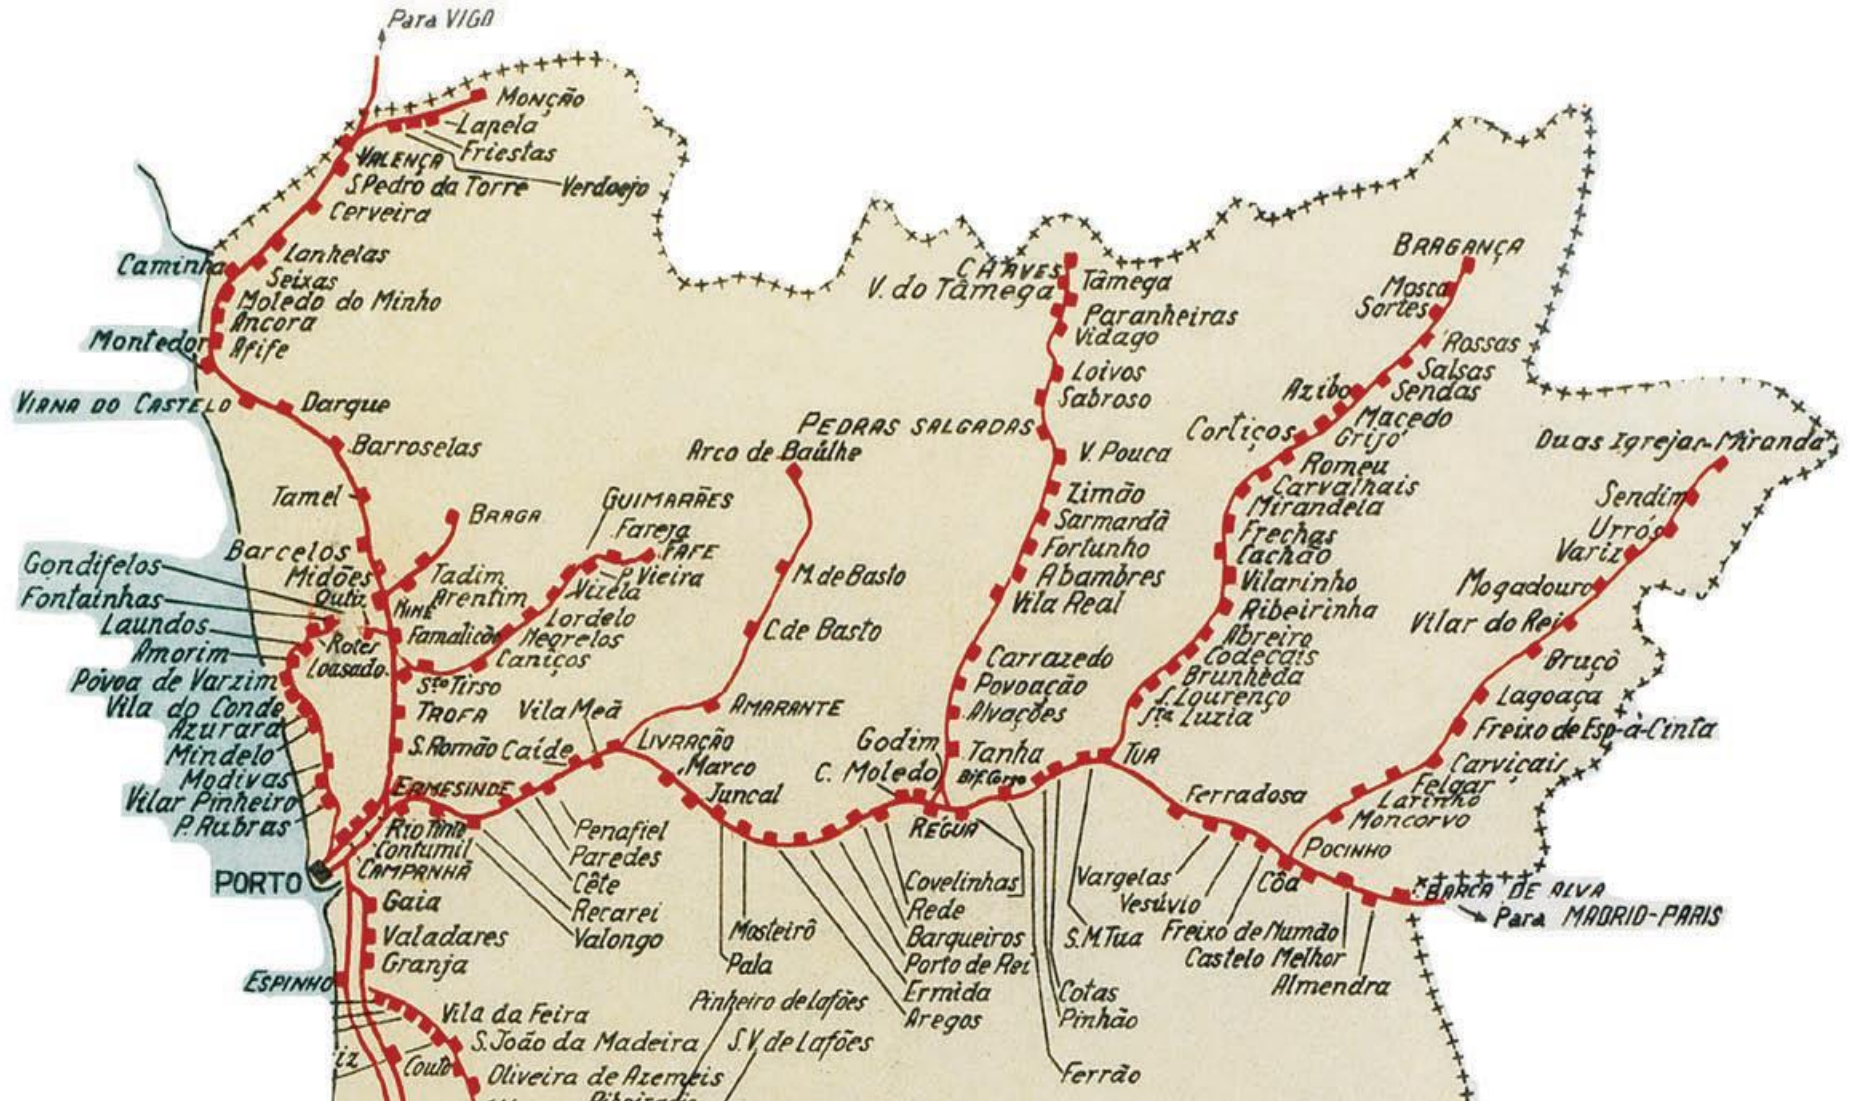 Para VIGO
MONÇÃO
Lapela
Friestas
Verdoejo
VALENÇA
S.Pedro da Torre
Cerveira
Lanhelas
Caminha
Seixas
Moledo do Minho
Ancora
Montedor
Afife
VIANA DO CASTELO
Darque
Barroselas
Tamel
BRAGA
Barcelos
Midões
Tadim
Arentim
NINE
Gondifelos
Fontainhas
Laundos
Amorim
Póvoa de Varzim
Vila do Conde
Azurara
Mindelo
Modivas
Vilar Pinheiro
P. Rubras
Outiz
Famalicão
Lousado
GUIMARÃES
Fareja
FAFE
P. Vieira
Vizela
Lordelo
Negrelos
Caniços
Sto Tirso
TROFA
S. Romão
ERMESINDE
Rio Tinto
Contumil
CAMPANHÃ
PORTO
Gaia
Valadares
Granja
ESPINHO
Vila da Feira
S. João da Madeira
Couto
Oliveira de Azemeis
iz
Pinheiro de Lafões
S.V. de Lafões
Arco de Baúlhe
M. de Basto
C. de Basto
AMARANTE
Vila Meã
Caíde
LIVRAÇÃO
Marco
Juncal
Penafiel
Paredes
Cête
Recarei
Valongo
Mosteirô
Pala
Covelinhas
Rede
Barqueiros
Porto de Rei
Ermida
Aregos
CHAVES
V. do Tâmega
Tâmega
Paranheiras
Vidago
Loivos
Sabroso
PEDRAS SALGADAS
V. Pouca
Zimão
Sarmardã
Fortunho
Abambres
Vila Real
Carrazedo
Povoação
Alvações
Godim
Tanha
C. Moledo
Bif. Corgo
RÉGUA
BRAGANÇA
Mosca
Sortes
Rossas
Salsas
Sendas
Azibo
Macedo
Grijó
Cortiços
Romeu
Carvalhais
Mirandela
Frechas
Cachão
Vilarinho
Ribeirinha
Abreiro
Codeçais
Brunheda
S. Lourenço
Sta Luzia
TUA
Ferradosa
Vargelas
Vesúvio
S.M. Tua
Freixo de Numão
Castelo Melhor
Almendra
Cotas
Pinhão
Ferrão
Côa
POCINHO
BARCA DE ALVA
Para MADRID-PARIS
Duas Igrejas-Miranda
Sendim
Urrós
Variz
Mogadouro
Vilar do Rei
Bruçó
Lagoaça
Freixo de Esp-à-Cinta
Carviçais
Felgar
Larinho
Moncorvo